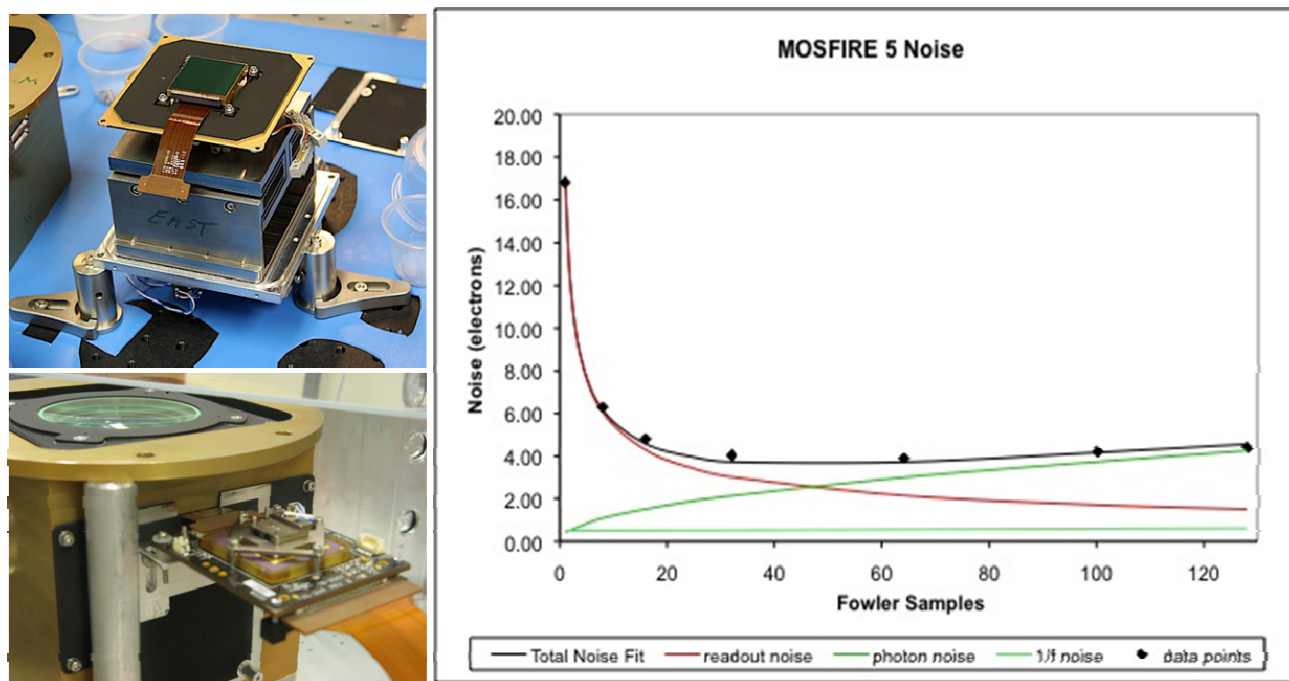 EAST
MOSFIRE 5 Noise
20.00
18.00
16.00
14.00
12.00
10.00
8.00
6.00
4.00
2.00
0.00
Noise (electrons)
0 20 40 60 80 100 120
Fowler Samples
Total Noise Fit readout noise photon noise 1/f noise data points